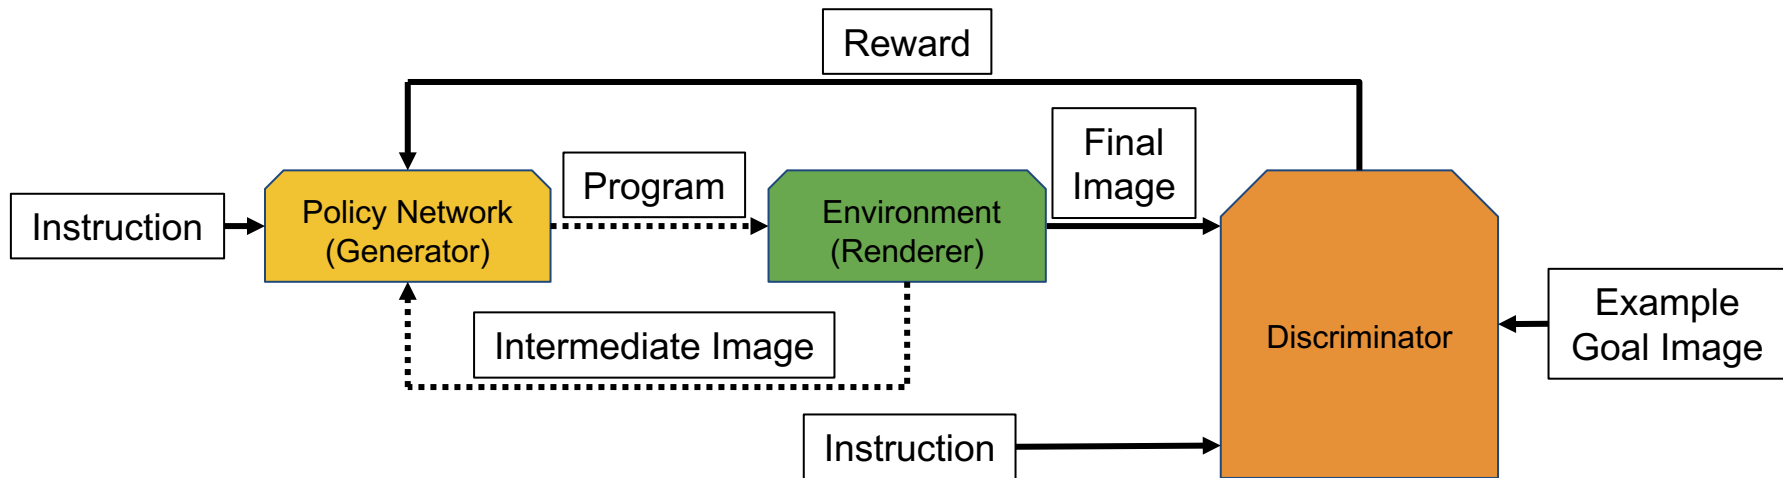 Reward
Final
Image
Program
Instruction
Policy Network
(Generator)
Environment
(Renderer)
Intermediate Image
Discriminator
Example
Goal Image
Instruction